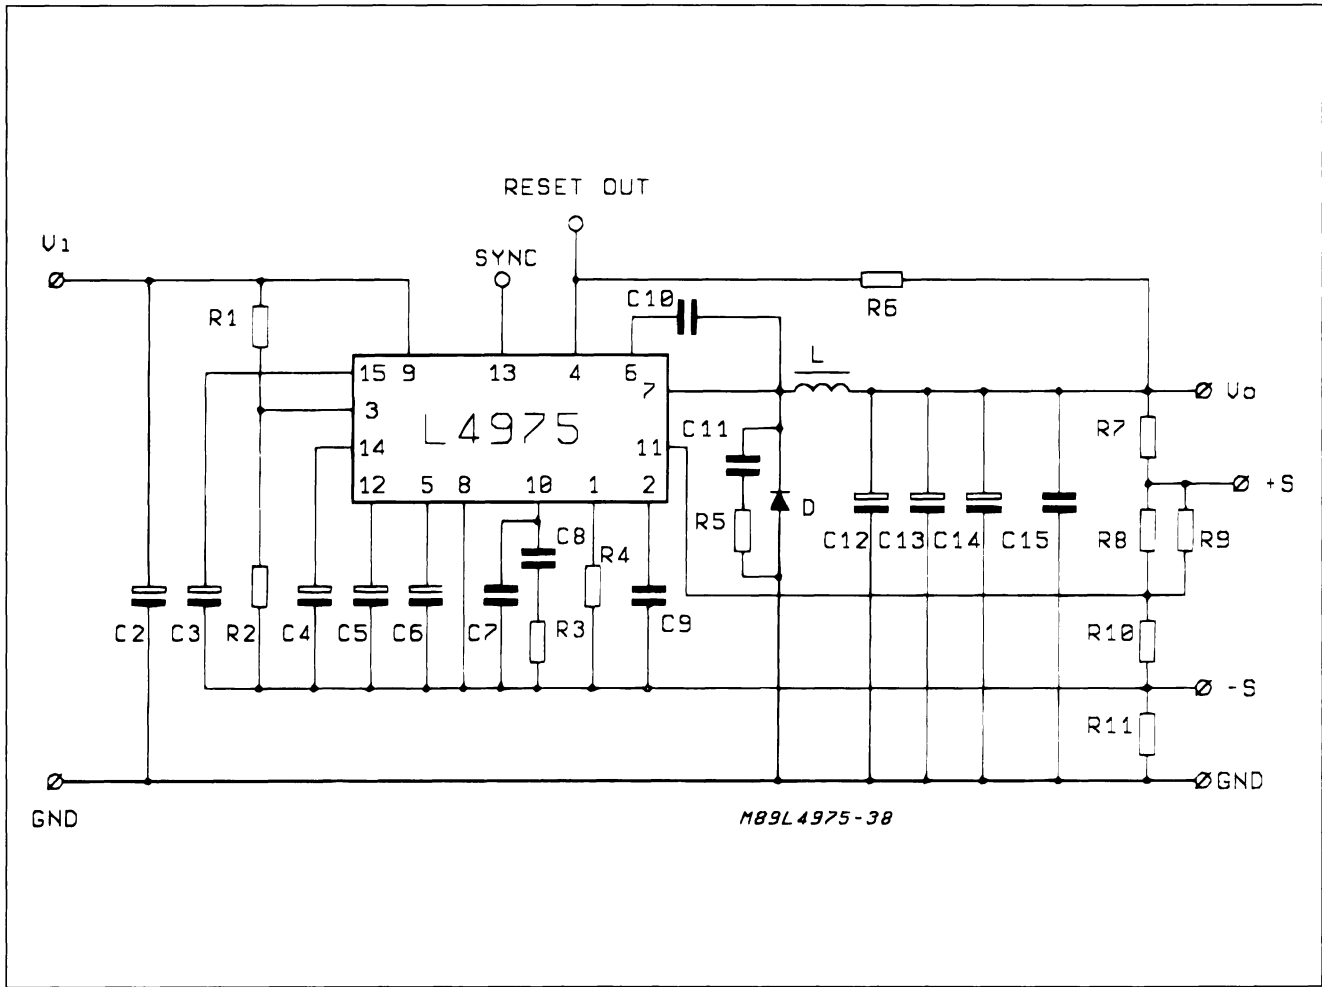 RESET OUT
Vi
SYNC
C10
R6
R1
L
15 9 13 4 6
7
Vo
3
L4975
C11
R7
14
11
12 5 8 10 1 2
+S
R5
D
C8
R4
C12 C13 C14 C15 R8 R9
C2 C3 R2 C4 C5 C6 C7 R3 C9
R10
-S
R11
GND
GND
M89L4975-38